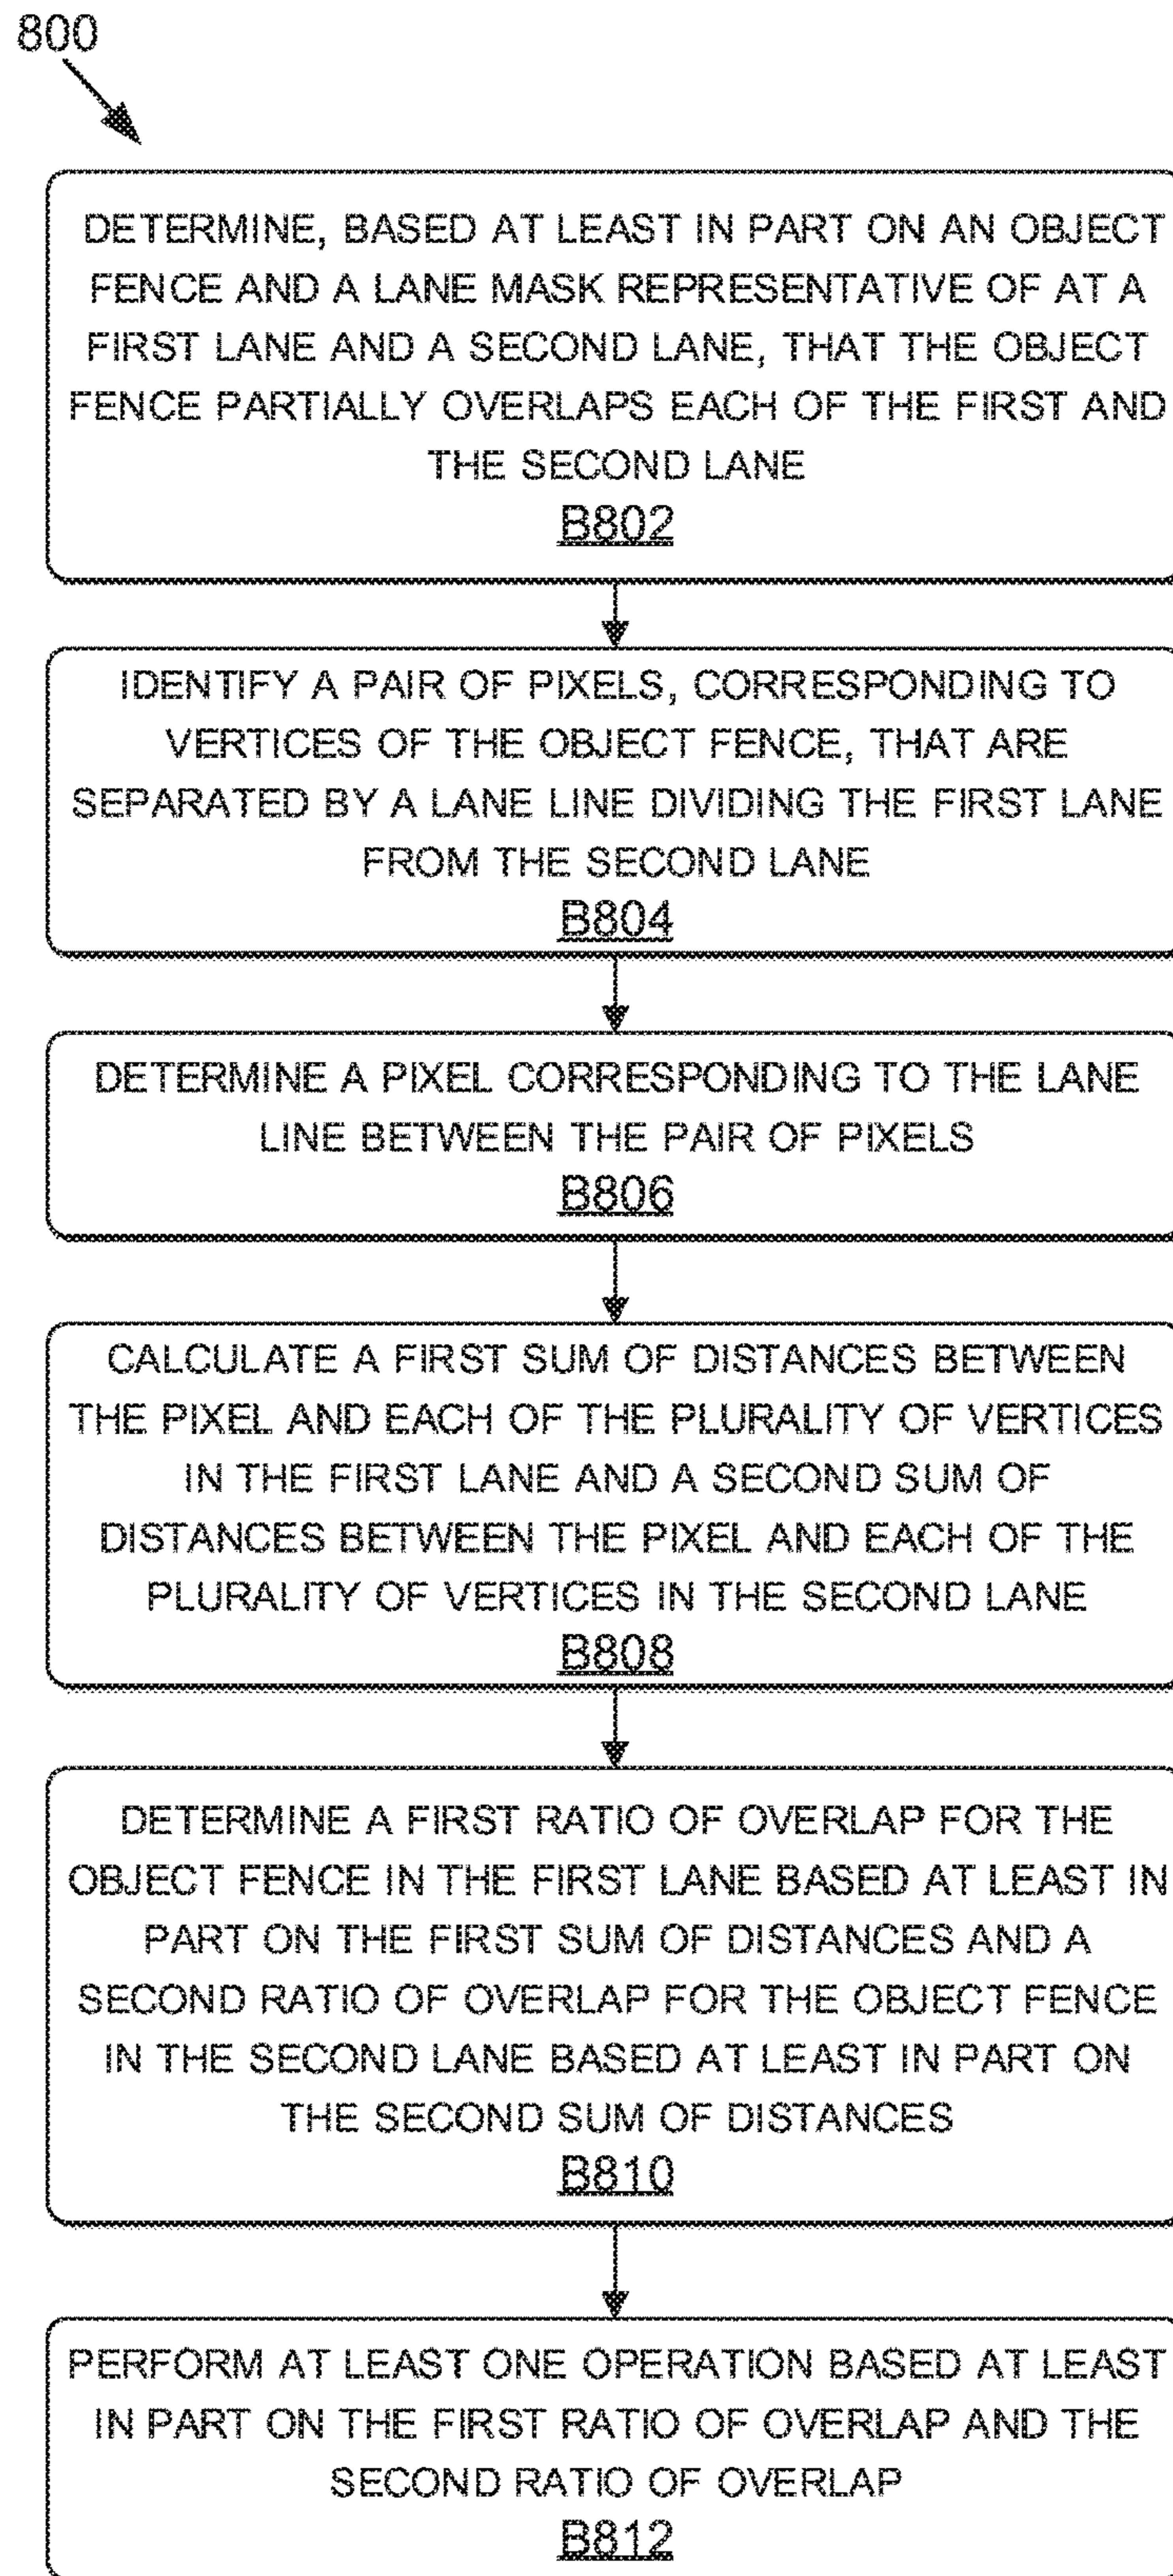 800
DETERMINE, BASED AT LEAST IN PART ON AN OBJECT
FENCE AND A LANE MASK REPRESENTATIVE OF AT A
FIRST LANE AND A SECOND LANE, THAT THE OBJECT
FENCE PARTIALLY OVERLAPS EACH OF THE FIRST AND
THE SECOND LANE
B802
IDENTIFY A PAIR OF PIXELS, CORRESPONDING TO
VERTICES OF THE OBJECT FENCE, THAT ARE
SEPARATED BY A LANE LINE DIVIDING THE FIRST LANE
FROM THE SECOND LANE
B804
DETERMINE A PIXEL CORRESPONDING TO THE LANE
LINE BETWEEN THE PAIR OF PIXELS
B806
CALCULATE A FIRST SUM OF DISTANCES BETWEEN
THE PIXEL AND EACH OF THE PLURALITY OF VERTICES
IN THE FIRST LANE AND A SECOND SUM OF
DISTANCES BETWEEN THE PIXEL AND EACH OF THE
PLURALITY OF VERTICES IN THE SECOND LANE
B808
DETERMINE A FIRST RATIO OF OVERLAP FOR THE
OBJECT FENCE IN THE FIRST LANE BASED AT LEAST IN
PART ON THE FIRST SUM OF DISTANCES AND A
SECOND RATIO OF OVERLAP FOR THE OBJECT FENCE
IN THE SECOND LANE BASED AT LEAST IN PART ON
THE SECOND SUM OF DISTANCES
B810
PERFORM AT LEAST ONE OPERATION BASED AT LEAST
IN PART ON THE FIRST RATIO OF OVERLAP AND THE
SECOND RATIO OF OVERLAP
B812